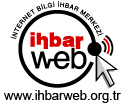 İNTERNET BİLGİ İHBAR MERKEZİ
ihbar
web
www.ihbarweb.org.tr